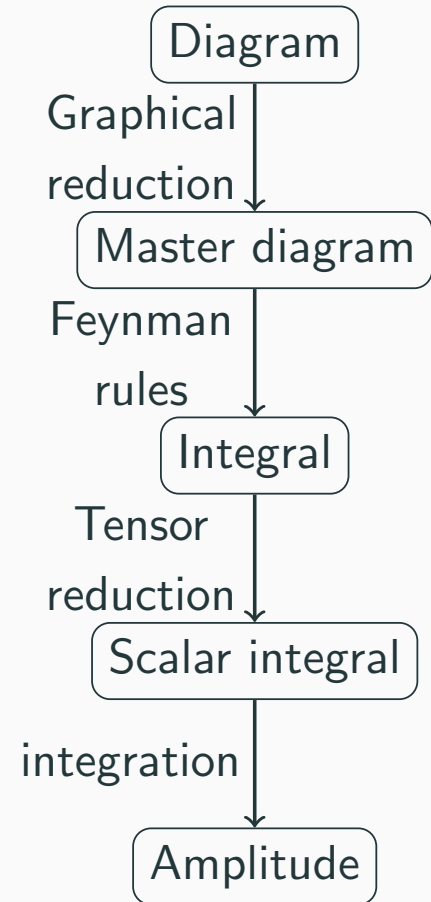 Diagram
Graphical
reduction
Master diagram
Feynman
rules
Integral
Tensor
reduction
Scalar integral
integration
Amplitude